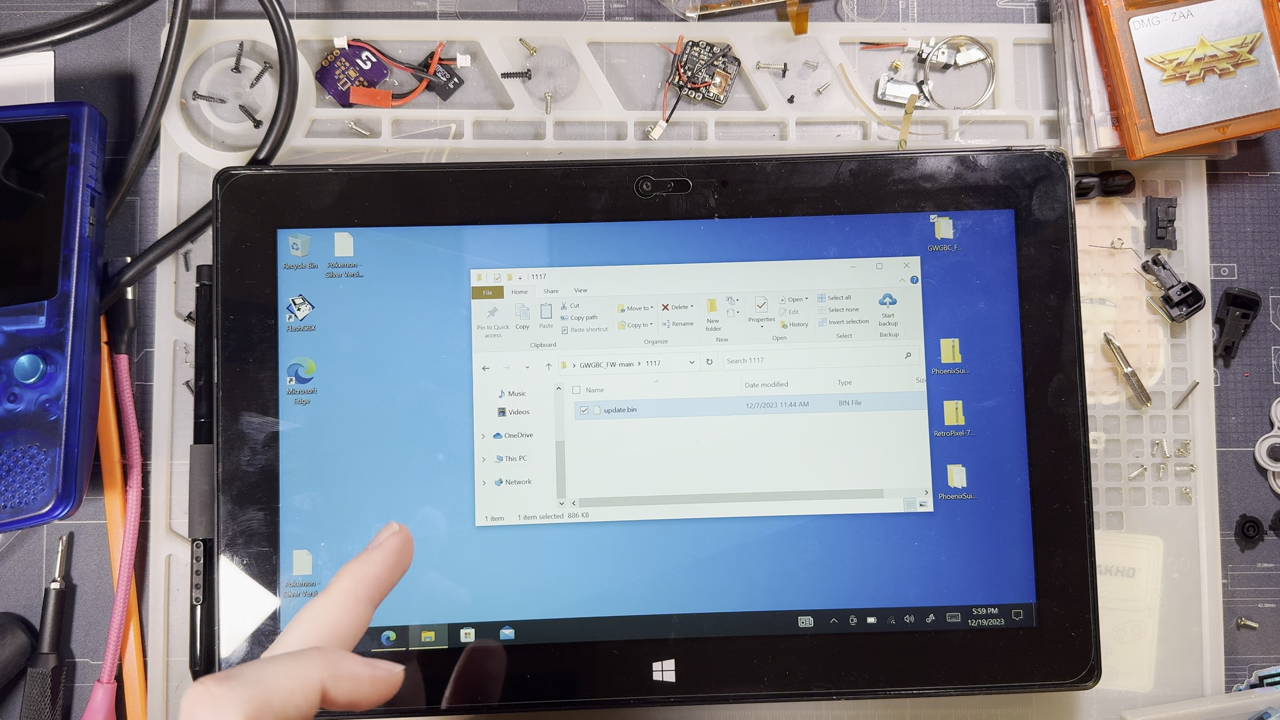 DMG - ZAA
ZAS
S
Recycle Bin
Pokemon
Silver Versi...
FlashGBX
Microsoft
Edge
Pokemon
Silver Versi
GWGBC_F...
PhoenixSui...
RetroPixel-7...
PhoenixSui...
1117
File
Home
Share
View
Pin to Quick
access
Copy
Paste
Cut
Copy path
Paste shortcut
Clipboard
Move to
Copy to
Delete
Rename
Organize
New
folder
New
Properties
Open
Edit
History
Open
Select all
Select none
Invert selection
Select
Start
backup
Backup
GWGBC_FW-main > 1117
Search 1117
Music
Videos
OneDrive
This PC
Network
Name
Date modified
Type
Siz
update.bin
12/7/2023 11:44 AM
BIN File
1 item
1 item selected 886 KB
5:59 PM
12/19/2023